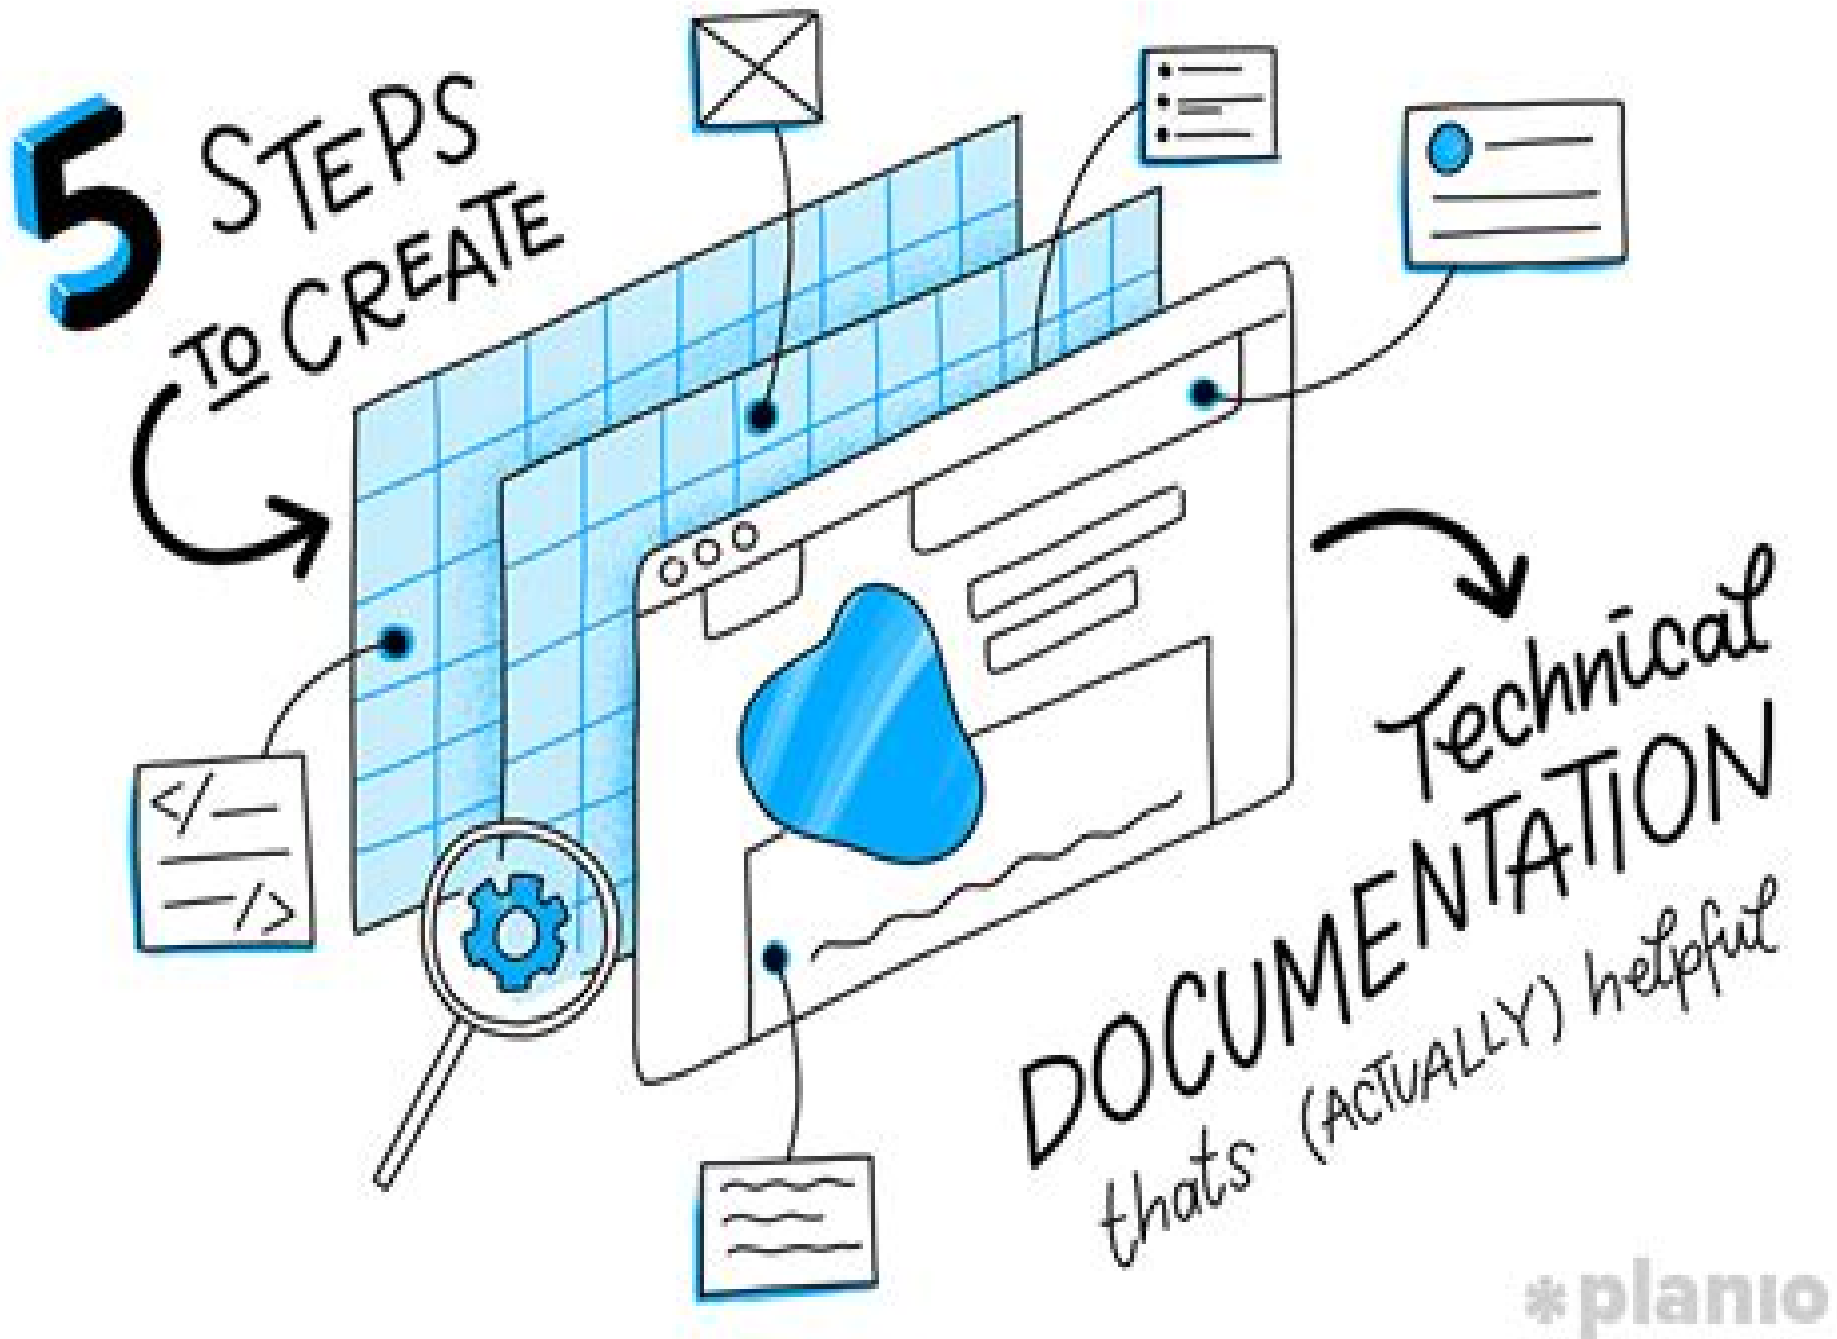 5 STEPS
TO CREATE
</
/>
Technical
DOCUMENTATION
thats (ACTUALLY) helpful
*planio